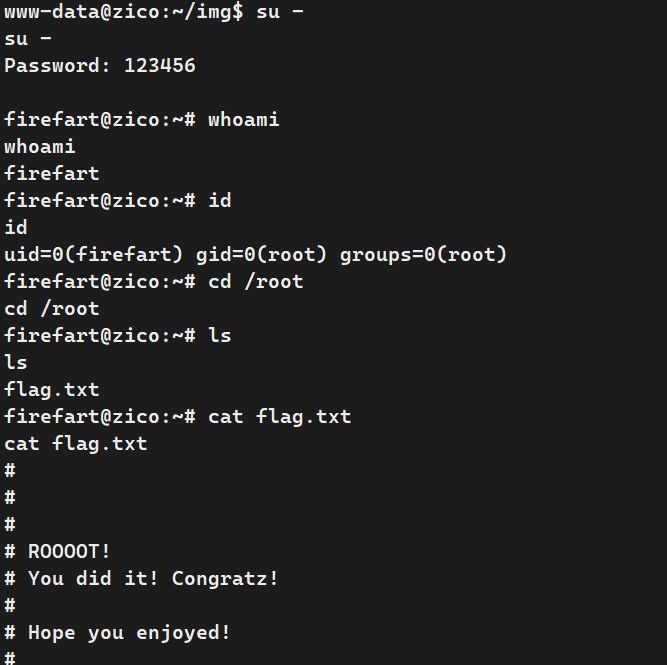 www-data@zico:~/img$ su -
su -
Password: 123456
firefart@zico:~# whoami
whoami
firefart
firefart@zico:~# id
id
uid=0(firefart) gid=0(root) groups=0(root)
firefart@zico:~# cd /root
cd /root
firefart@zico:~# ls
ls
flag.txt
firefart@zico:~# cat flag.txt
cat flag.txt
#
#
#
# ROOOOT!
# You did it! Congratz!
#
# Hope you enjoyed!
#